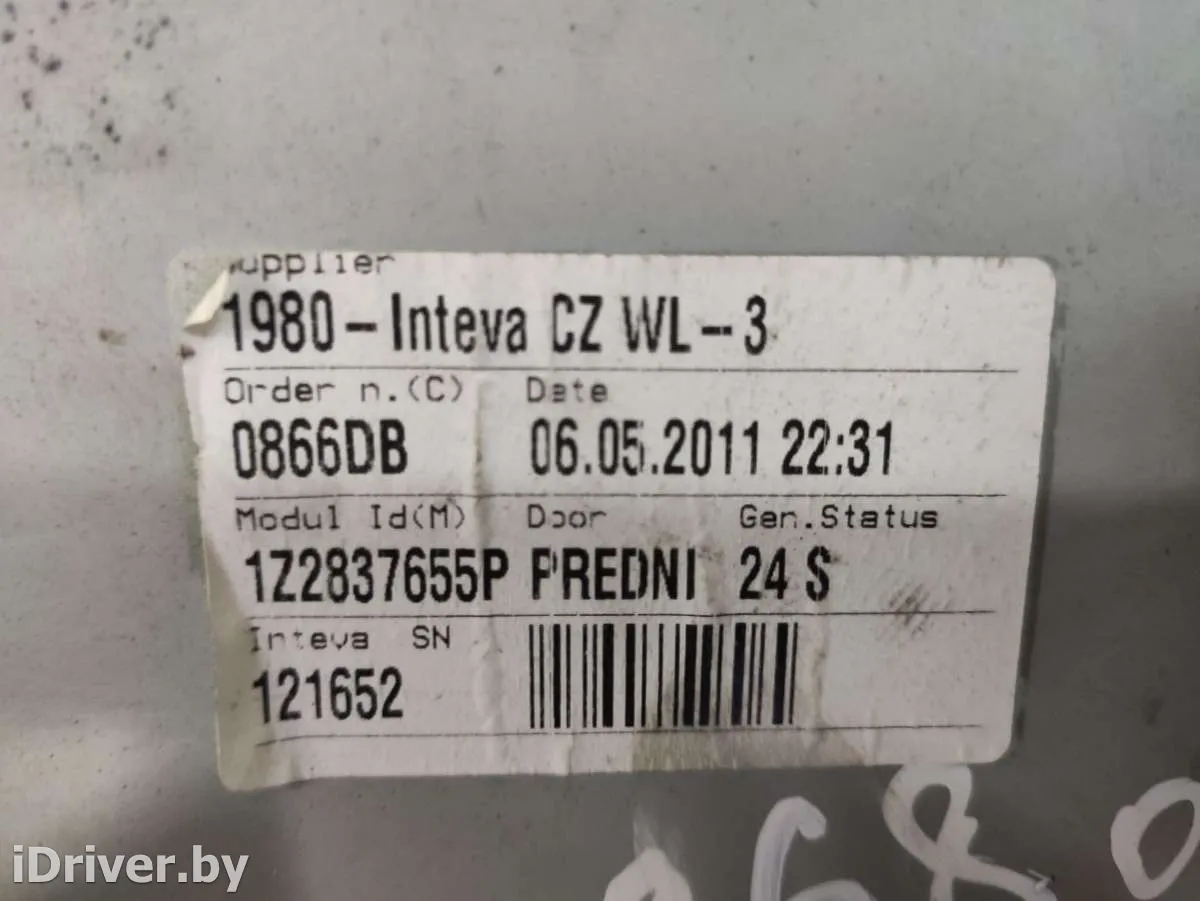 Supplier
1980-Inteva CZ WL-3
Order n.(C) Date
0866DB 06.05.2011 22:31
Modul Id(M) Door Gen.Status
1Z2837655P PREDNI 24 S
Inteva SN
121652
iDriver.by